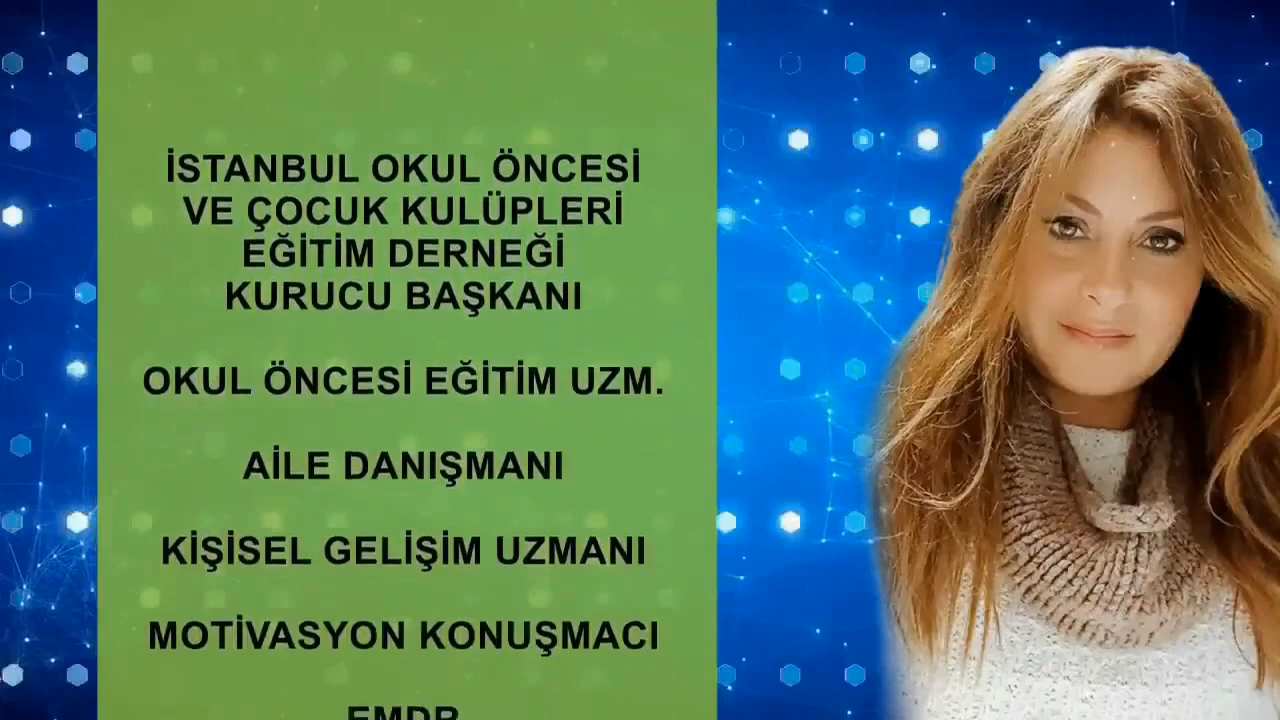 İSTANBUL OKUL ÖNCESİ
VE ÇOCUK KULÜPLERİ
EĞİTİM DERNEĞİ
KURUCU BAŞKANI
OKUL ÖNCESİ EĞİTİM UZM.
AİLE DANIŞMANI
KİŞİSEL GELİŞİM UZMANI
MOTİVASYON KONUŞMACI
EMDR